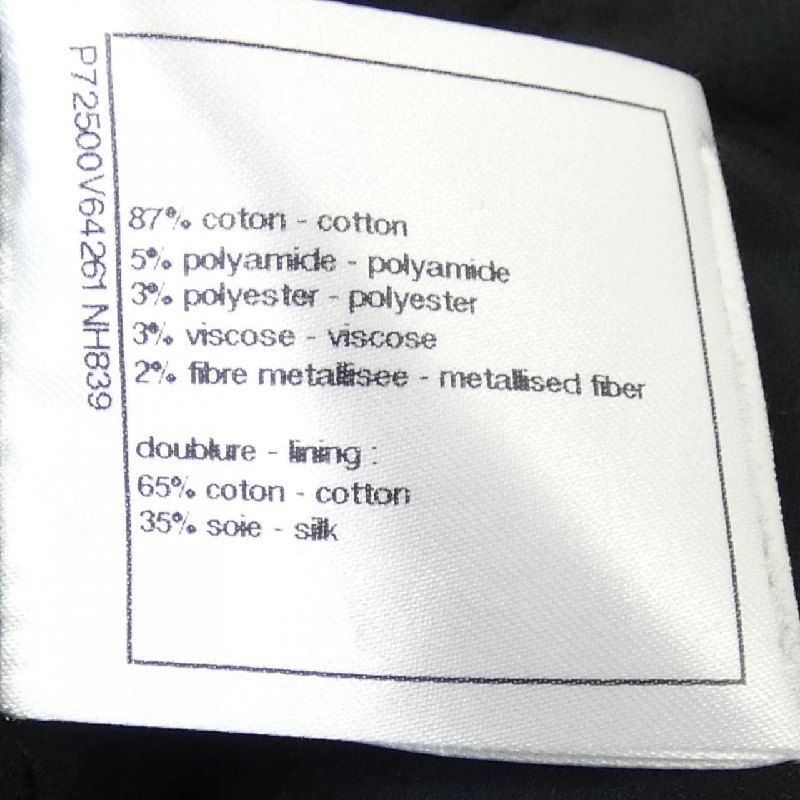 P72500V64261 NH839
87% coton - cotton
5% polyamide - polyamide
3% polyester - polyester
3% viscose - viscose
2% fibre metallisee - metallised fiber
doublure - lining :
65% coton - cotton
35% soie - silk